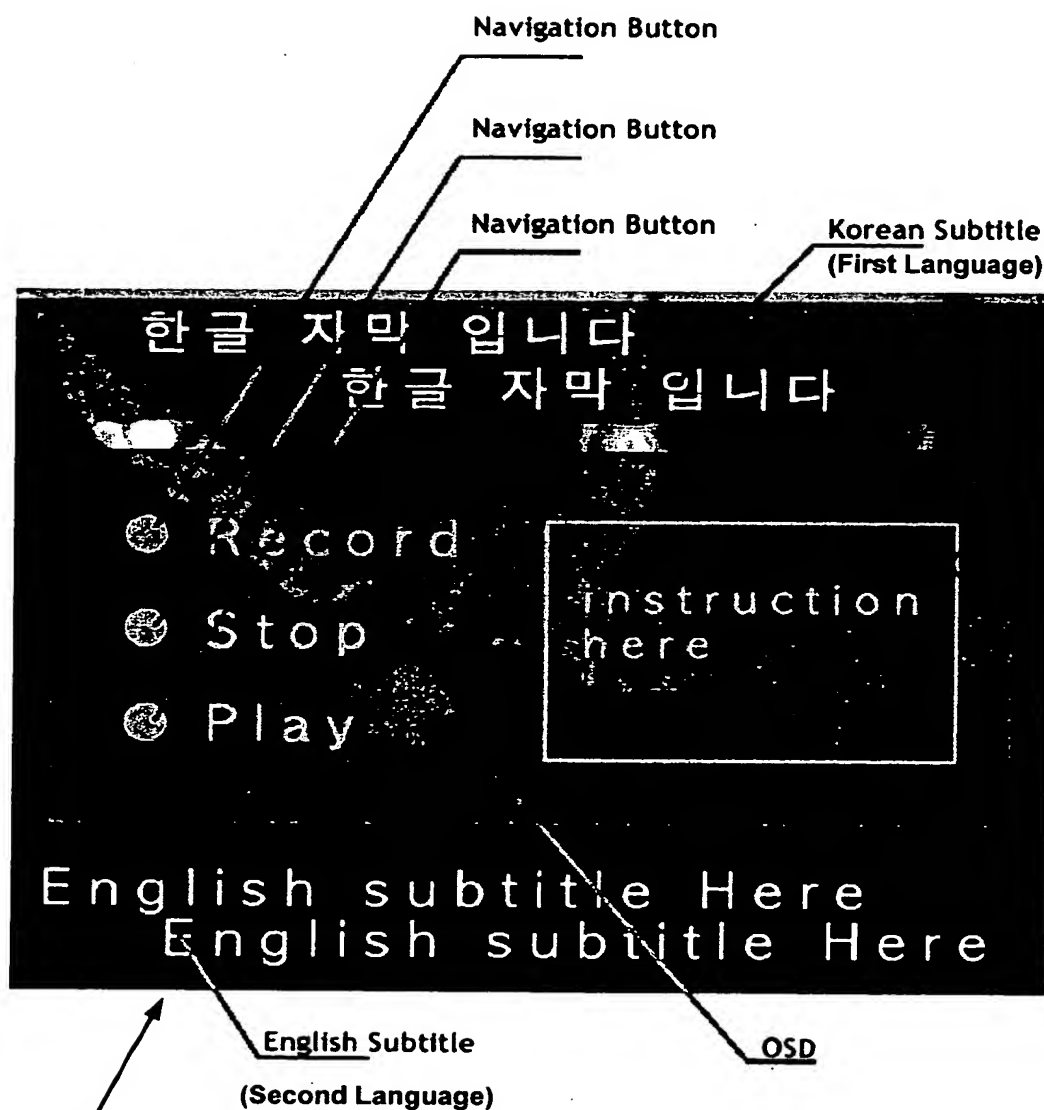 Navigation Button
Navigation Button
Navigation Button
Korean Subtitle
(First Language)
한글 자막 입니다
한글 자막 입니다
Record
Stop
Play
instruction
here
English subtitle Here
English subtitle Here
English Subtitle
(Second Language)
OSD